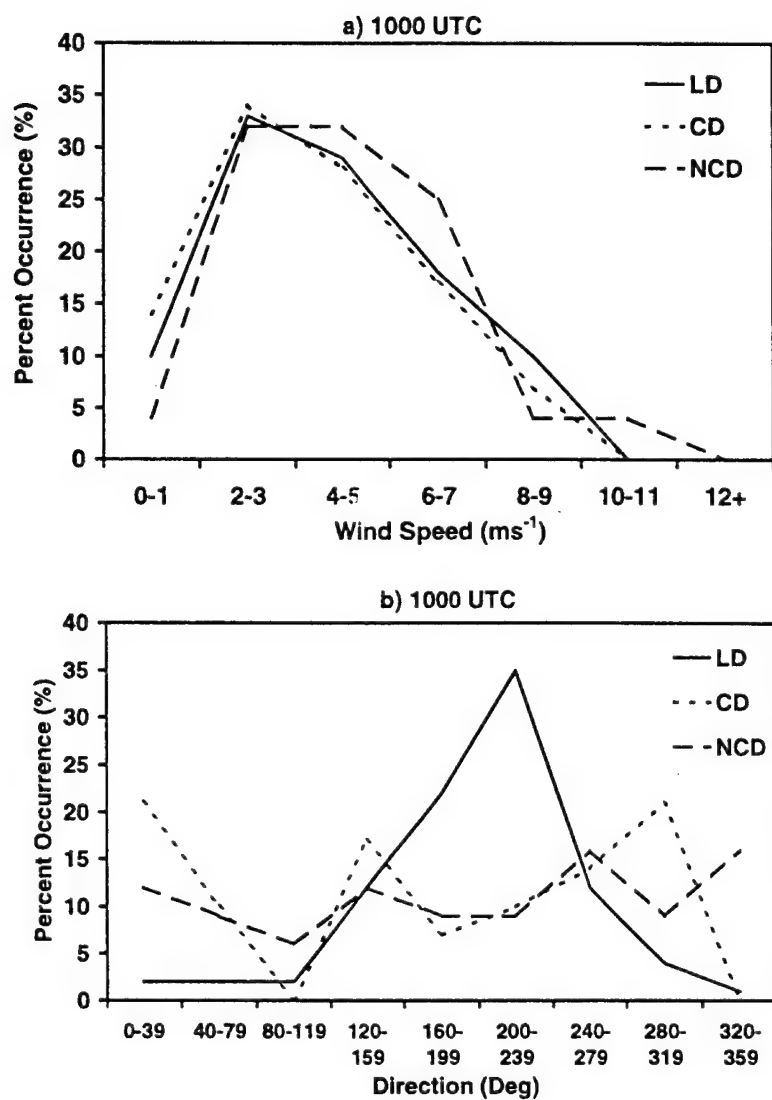 a) 1000 UTC
Percent Occurrence (%)
40
35
30
25
20
15
10
5
0
LD
CD
NCD
0-1 2-3 4-5 6-7 8-9 10-11 12+
Wind Speed (ms⁻¹)
b) 1000 UTC
Percent Occurrence (%)
40
35
30
25
20
15
10
5
0
LD
CD
NCD
0-39 40-79 80-119 120- 160- 200- 240- 280- 320-
159 199 239 279 319 359
Direction (Deg)